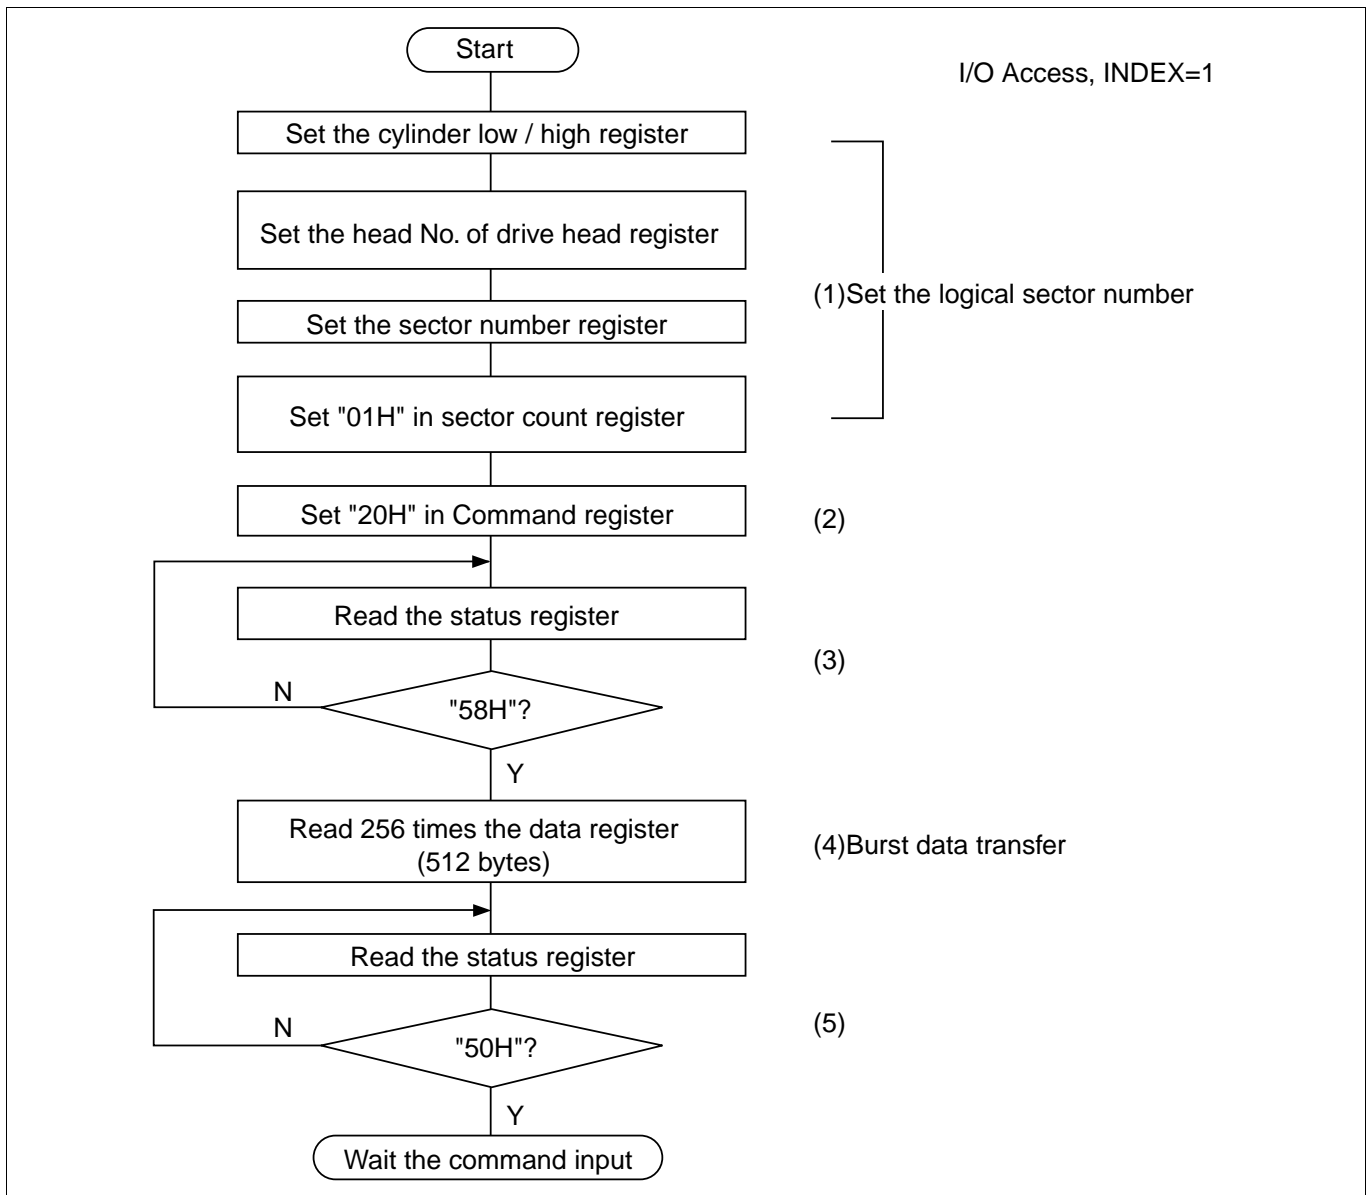 Start
I/O Access, INDEX=1
Set the cylinder low / high register
Set the head No. of drive head register
(1)Set the logical sector number
Set the sector number register
Set "01H" in sector count register
Set "20H" in Command register
(2)
Read the status register
(3)
N
"58H"?
Y
Read 256 times the data register
(512 bytes)
(4)Burst data transfer
Read the status register
(5)
N
"50H"?
Y
Wait the command input